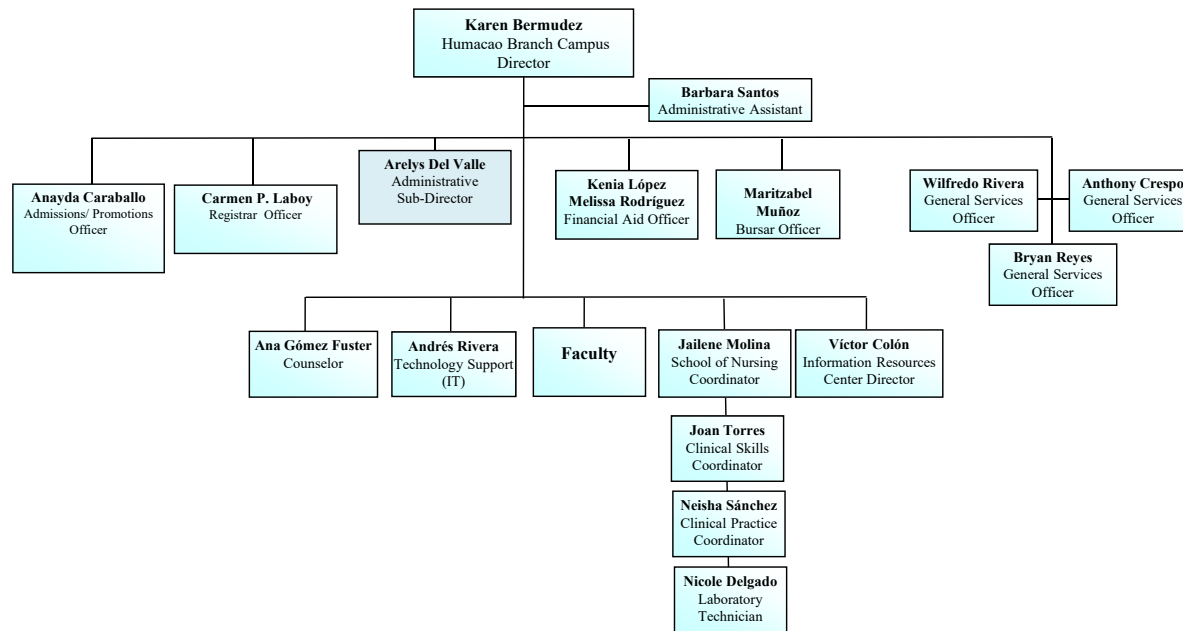 Karen Bermudez
Humacao Branch Campus
Director
Barbara Santos
Administrative Assistant
Anayda Caraballo
Admissions/ Promotions
Officer
Carmen P. Laboy
Registrar Officer
Arelys Del Valle
Administrative
Sub-Director
Kenia López
Melissa Rodríguez
Financial Aid Officer
Maritzabel
Muñoz
Bursar Officer
Wilfredo Rivera
General Services
Officer
Anthony Crespo
General Services
Officer
Bryan Reyes
General Services
Officer
Ana Gómez Fuster
Counselor
Andrés Rivera
Technology Support
(IT)
Faculty
Jailene Molina
School of Nursing
Coordinator
Víctor Colón
Information Resources
Center Director
Joan Torres
Clinical Skills
Coordinator
Neisha Sánchez
Clinical Practice
Coordinator
Nicole Delgado
Laboratory
Technician